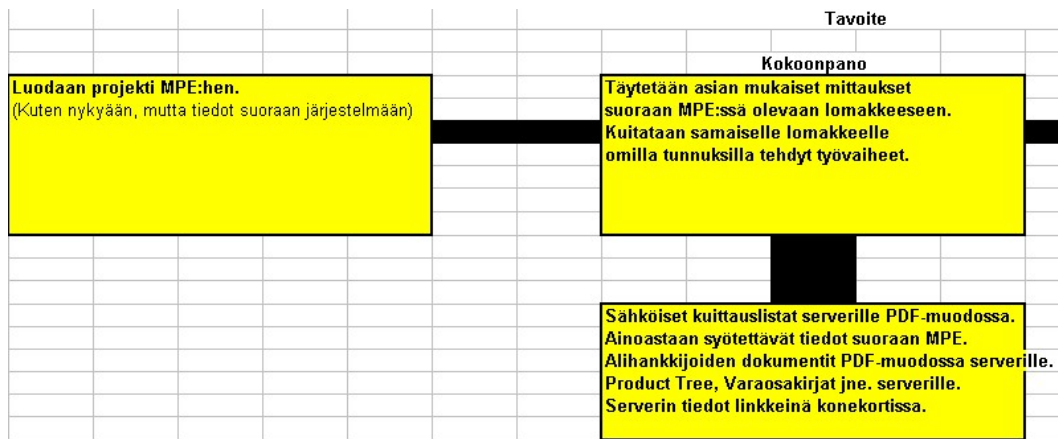 Tavoite
Kokoonpano
Luodaan projekti MPE:hen.
(Kuten nykyään, mutta tiedot suoraan järjestelmään)
Täytetään asian mukaiset mittaukset
suoraan MPE:ssä olevaan lomakkeeseen.
Kuitataan samaiselle lomakkeelle
omilla tunnuksilla tehdyt työvaiheet.
Sähköiset kuittauslistat serverille PDF-muodossa.
Ainoastaan syötettävät tiedot suoraan MPE.
Alihankkijoiden dokumentit PDF-muodossa serverille.
Product Tree, Varaosakirjat jne. serverille.
Serverin tiedot linkkeinä konekortissa.